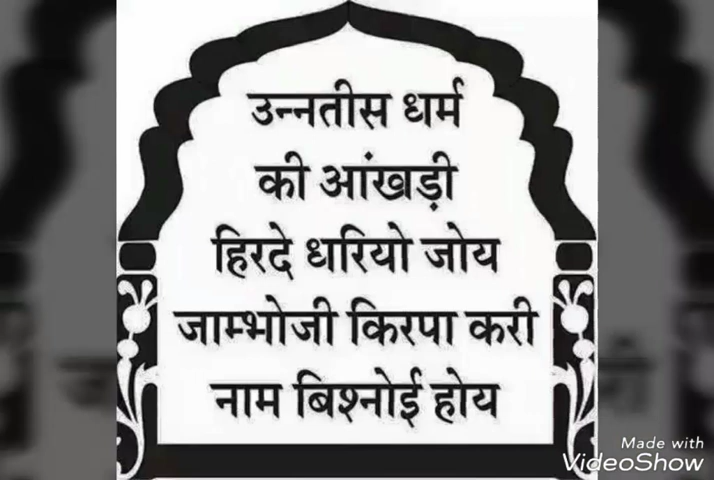 उन्नतीस धर्म
की आंखड़ी
हिरदे धरियो जोय
जाम्भोजी किरपा करी
नाम बिश्नोई होय
Made with
VideoShow